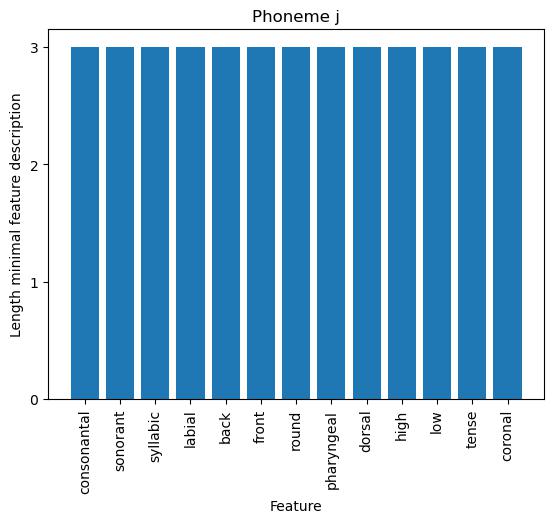 Phoneme j
Length minimal feature description
3
2
1
0
consonantal
sonorant
syllabic
labial
back
front
round
pharyngeal
dorsal
high
low
tense
coronal
Feature